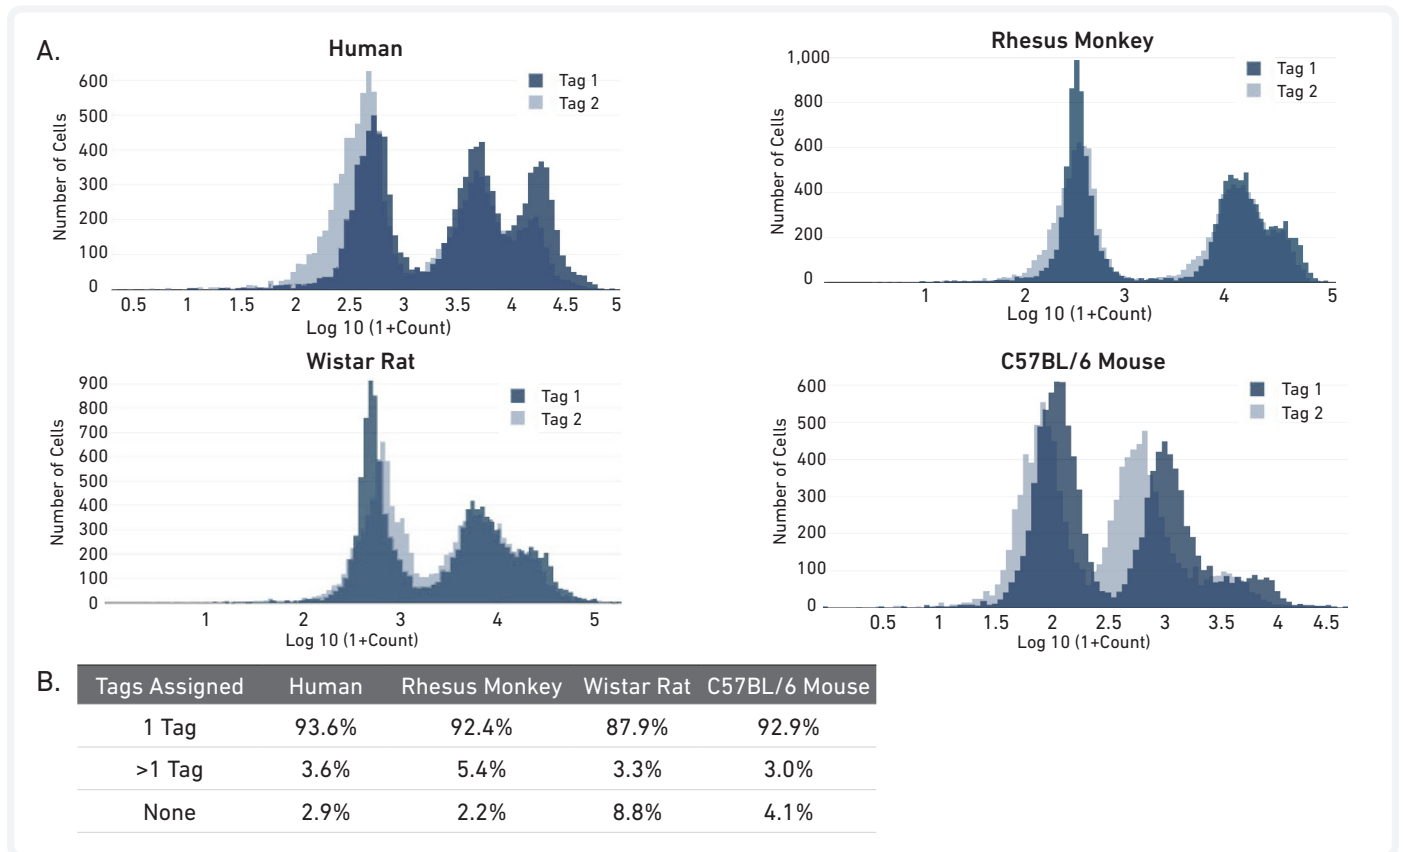 A.
Human
Tag 1
Tag 2
Number of Cells
600
500
400
300
200
100
0
0.5 1 1.5 2 2.5 3 3.5 4 4.5 5
Log 10 (1+Count)
Rhesus Monkey
Tag 1
Tag 2
Number of Cells
1,000
800
600
400
200
0
1 2 3 4 5
Log 10 (1+Count)
Wistar Rat
Tag 1
Tag 2
Number of Cells
900
800
700
600
500
400
300
200
100
0
1 2 3 4 5
Log 10 (1+Count)
C57BL/6 Mouse
Tag 1
Tag 2
Number of Cells
600
500
400
300
200
100
0
0.5 1 1.5 2 2.5 3 3.5 4 4.5
Log 10 (1+Count)
B.
Tags Assigned Human Rhesus Monkey Wistar Rat C57BL/6 Mouse
1 Tag 93.6% 92.4% 87.9% 92.9%
>1 Tag 3.6% 5.4% 3.3% 3.0%
None 2.9% 2.2% 8.8% 4.1%